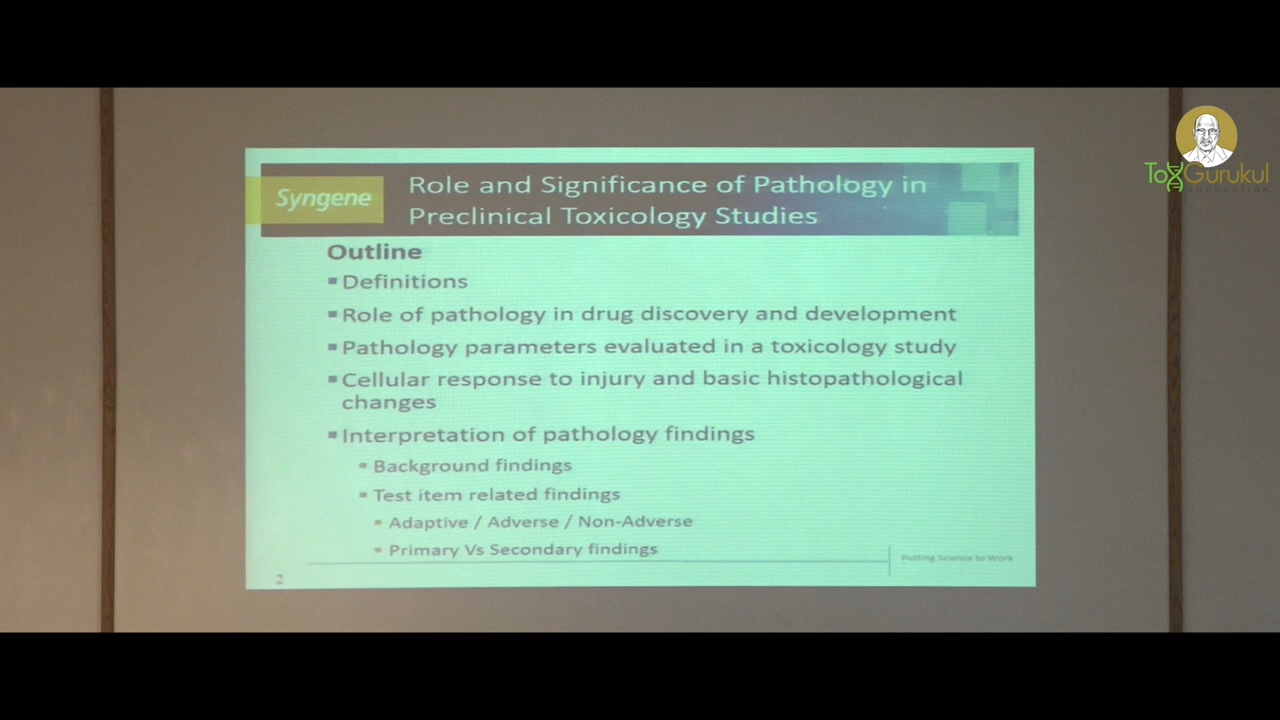 Syngene
Role and Significance of Pathology in
Preclinical Toxicology Studies
Outline
Definitions
Role of pathology in drug discovery and development
Pathology parameters evaluated in a toxicology study
Cellular response to injury and basic histopathological
changes
Interpretation of pathology findings
Background findings
Test item related findings
Adaptive / Adverse / Non-Adverse
Primary Vs Secondary findings
Putting Science to Work
2
ToxGurukul
FOUNDATION